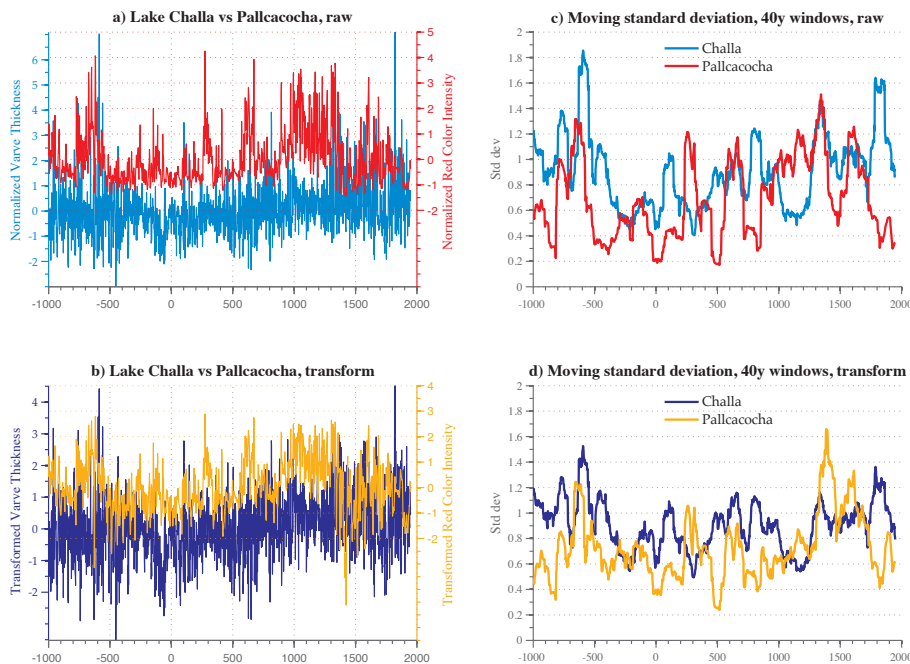 a) Lake Challa vs Pallcacocha, raw
Normalized Varve Thickness
6
5
4
3
2
1
0
-1
-2
5
4
3
2
1
0
-1
-2
Normalized Red Color Intensity
-1000 -500 0 500 1000 1500 2000
c) Moving standard deviation, 40y windows, raw
Challa
Pallcacocha
Std dev
2
1.8
1.6
1.4
1.2
1
0.8
0.6
0.4
0.2
0
-1000 -500 0 500 1000 1500 2000
b) Lake Challa vs Pallcacocha, transform
Transformed Varve Thickness
4
3
2
1
0
-1
-2
4
3
2
1
0
-1
-2
Transformed Red Color Intensity
-1000 -500 0 500 1000 1500 2000
d) Moving standard deviation, 40y windows, transform
Challa
Pallcacocha
Std dev
2
1.8
1.6
1.4
1.2
1
0.8
0.6
0.4
0.2
0
-1000 -500 0 500 1000 1500 2000